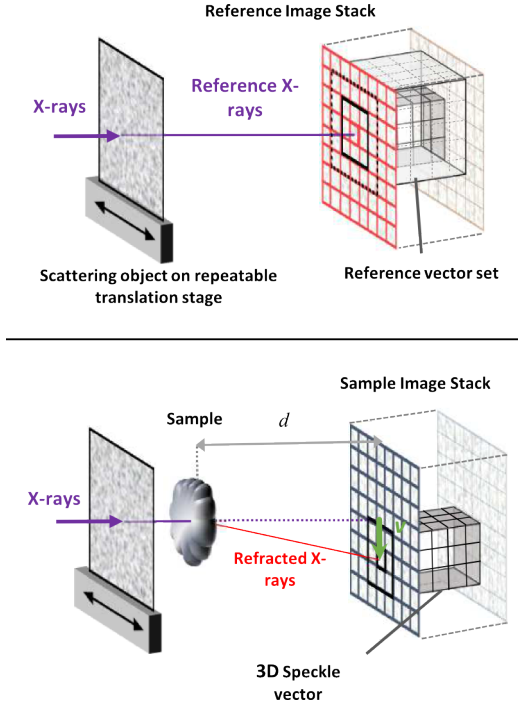 Reference Image Stack
X-rays
Reference X-
rays
Scattering object on repeatable
translation stage
Reference vector set
Sample Image Stack
Sample
d
X-rays
v
Refracted X-
rays
3D Speckle
vector